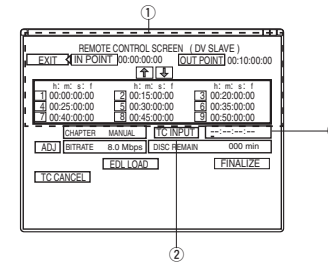 ①
REMOTE CONTROL SCREEN ( DV SLAVE )
EXIT IN POINT 00:00:00:00 OUT POINT 00:10:00:00
h: m: s: f h: m: s: f h: m: s: f
1 00:00:00:00 2 00:15:00:00 3 00:20:00:00
4 00:25:00:00 5 00:30:00:00 6 00:35:00:00
7 00:40:00:00 8 00:45:00:00 9 00:50:00:00
CHAPTER MANUAL TC INPUT --:--:--:--
ADJ BITRATE 8.0 Mbps DISC REMAIN 000 min
EDL LOAD FINALIZE
TC CANCEL
②